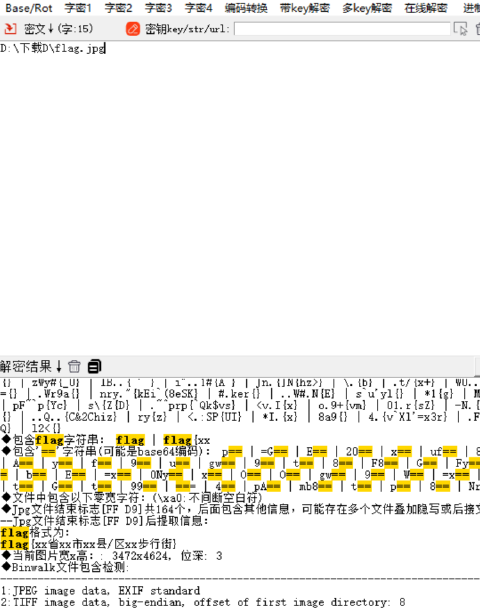 Base/Rot 字密1 字密2 字密3 字密4 编码转换 带key解密 多key解密 在线解密 进制
密文↓(字:15) 密钥key/str/url:
D:\下载D\flag.jpg
解密结果↓
{} | zWy#{_U} | lB..{ ` } | i~..l#{A } | jn.{]N{hz>} | \.{b} | .t/{x+} | WU..
={} | .Wr9a{} | nry.~{kEi`(8eSK} | #.ker{} | ..W#.N{E] | s'u'yl{} | *1{g} | M
| pF^`p{Yc} | s\{Z{D} | .^~prp{`Qk$vs} | <v.I{x} | o.9+{vm} | 01.r{sZ} | -N.{
{} | ..Q..{C&2Chiz} | ry{z} | <.:SP{UI} | *I.{x} | 8a9{} | 4.{v`X1'=x3r} | .F
Q] | l2<{]
◆包含flag字符串: flag | flag{xx
◆包含'=='字符串(可能是base64编码): p== | =G== | E== | 20== | x== | uf== | 8
| A== | y== | f== | 9== | u== | gw== | 9== | t== | 8== | F8== | G== | Fy==
= | b== | E== | =x== | 0Ny== | x== | 0== | O== | gw== | 9== | W== | =x== |
| t== | G== | t== | 99== | == | 4== | pA== | mb8== | t== | p== | 8== | Nr
◆文件中包含以下零宽字符: (\xa0:不间断空白符)
◆Jpg文件结束标志[FF D9]共164个，后面包含其他信息，可能存在多个文件叠加隐写或后接文
--Jpg文件结束标志[FF D9]后提取信息:
flag格式为:
flag{xx省xx市xx县/区xx步行街}
◆当前图片宽x高: : 3472x4624, 位深: 3
◆Binwalk文件包含检测:
1:JPEG image data, EXIF standard
2:TIFF image data, big-endian, offset of first image directory: 8